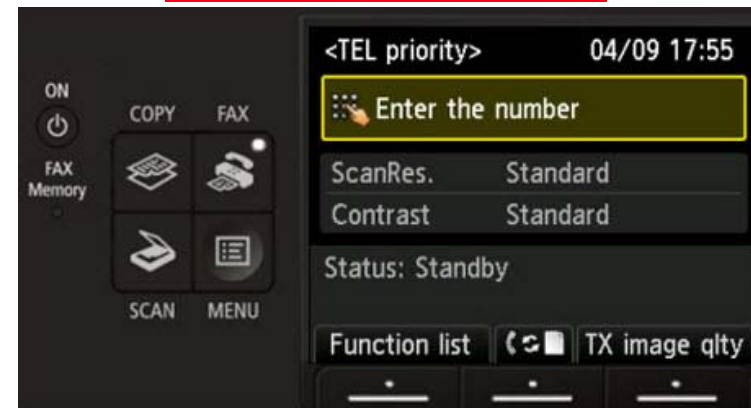 ON
COPY FAX
FAX
Memory
SCAN MENU
<TEL priority> 04/09 17:55
Enter the number
ScanRes. Standard
Contrast Standard
Status: Standby
Function list TX image qlty